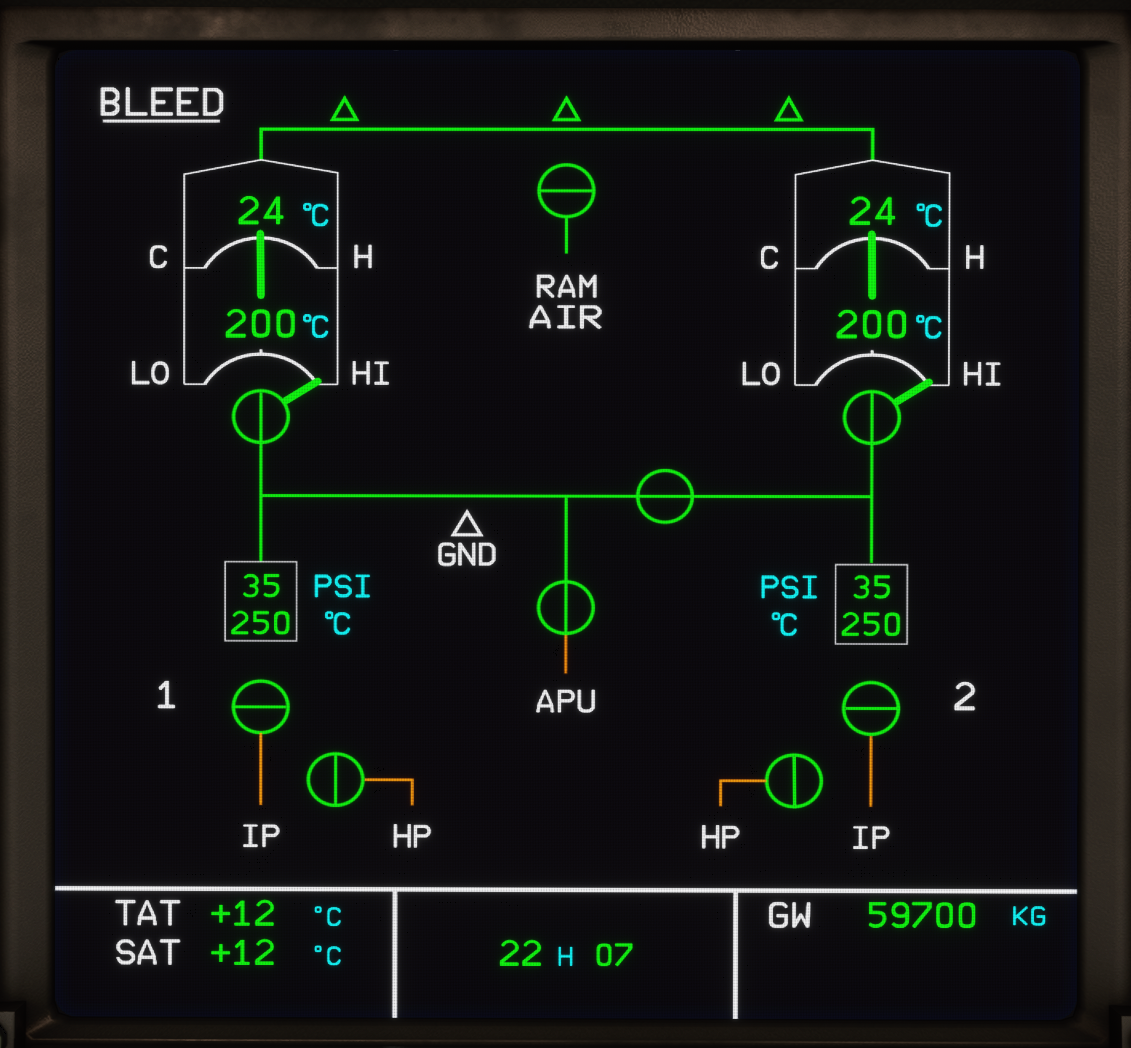 BLEED
24 °C 24 °C
C H C H
RAM
AIR
200 °C 200 °C
LO HI LO HI
GND
35 PSI PSI 35
250 °C °C 250
1 APU 2
IP HP HP IP
TAT +12 °C GW 59700 KG
SAT +12 °C 22 H 07